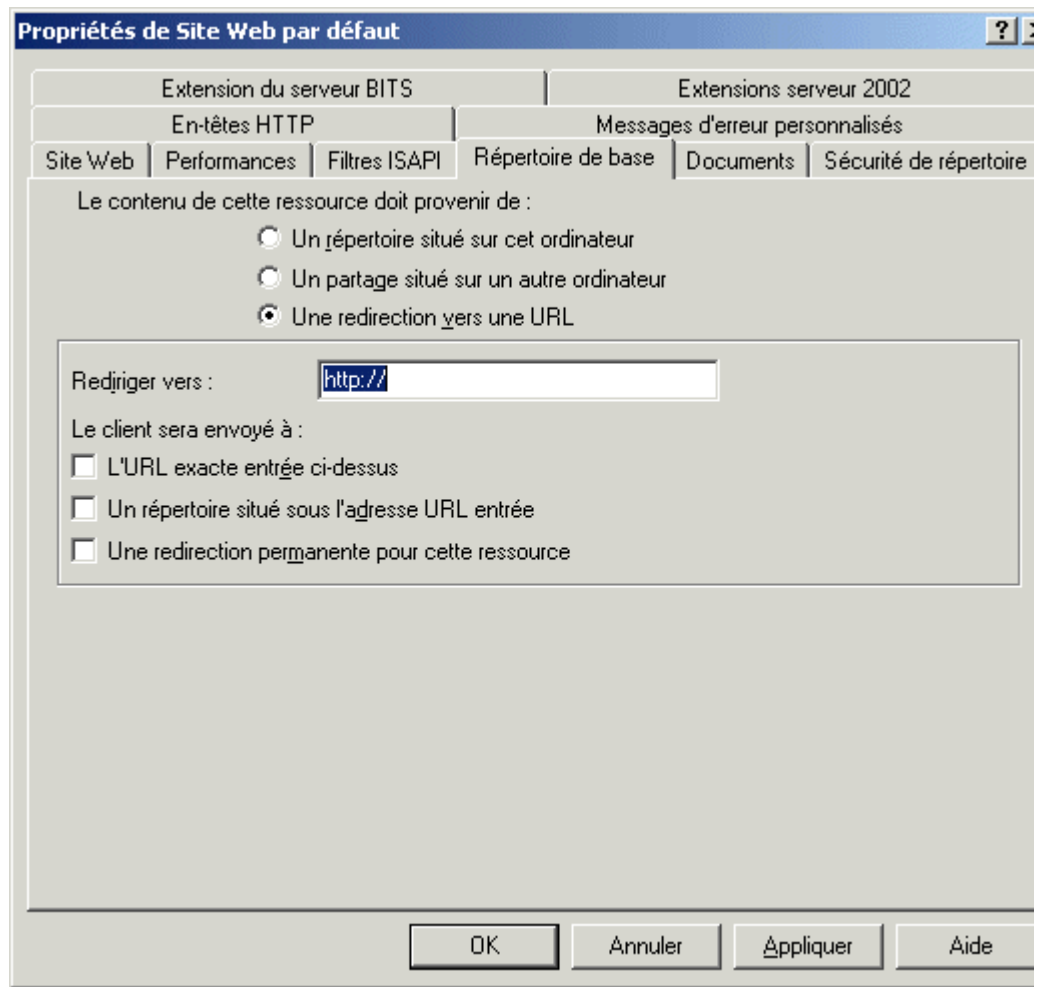 Propriétés de Site Web par défaut
Extension du serveur BITS Extensions serveur 2002
En-têtes HTTP Messages d'erreur personnalisés
Site Web Performances Filtres ISAPI Répertoire de base Documents Sécurité de répertoire
Le contenu de cette ressource doit provenir de :
Un répertoire situé sur cet ordinateur
Un partage situé sur un autre ordinateur
Une redirection vers une URL
Rediriger vers : http://
Le client sera envoyé à :
L'URL exacte entrée ci-dessus
Un répertoire situé sous l'adresse URL entrée
Une redirection permanente pour cette ressource
OK Annuler Appliquer Aide